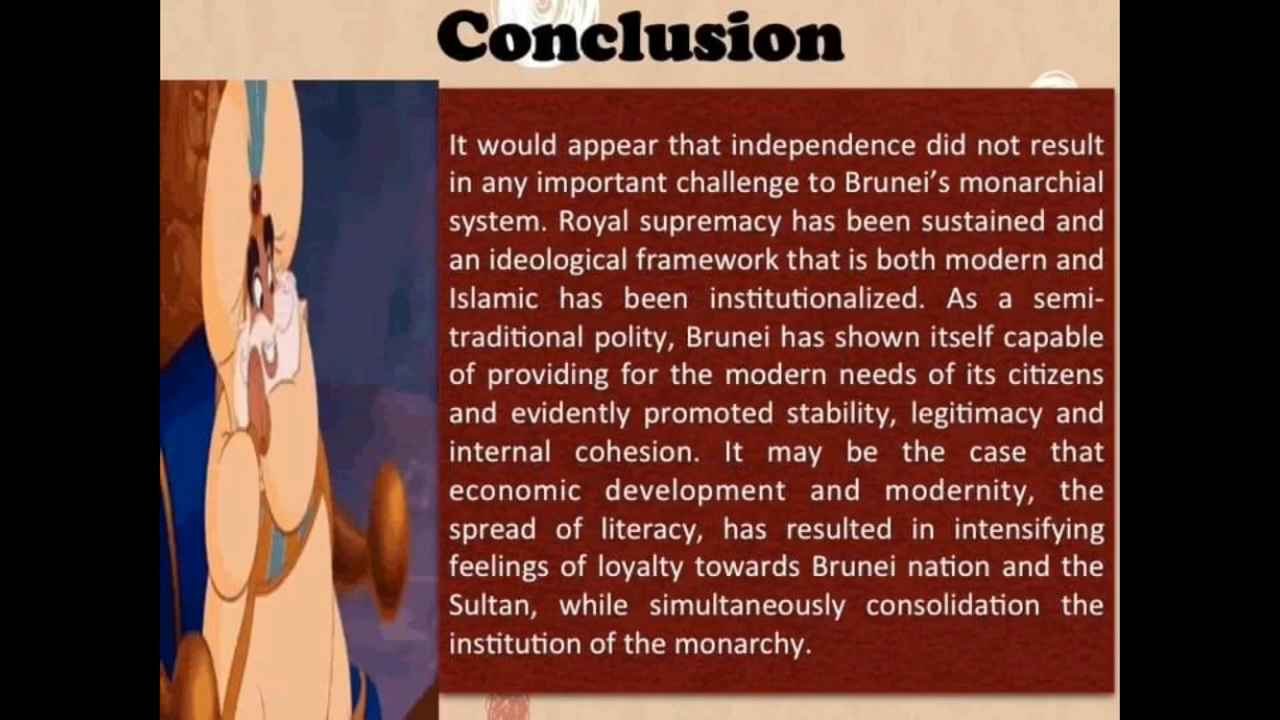 Conclusion
It would appear that independence did not result
in any important challenge to Brunei’s monarchial
system. Royal supremacy has been sustained and
an ideological framework that is both modern and
Islamic has been institutionalized. As a semi-
traditional polity, Brunei has shown itself capable
of providing for the modern needs of its citizens
and evidently promoted stability, legitimacy and
internal cohesion. It may be the case that
economic development and modernity, the
spread of literacy, has resulted in intensifying
feelings of loyalty towards Brunei nation and the
Sultan, while simultaneously consolidation the
institution of the monarchy.